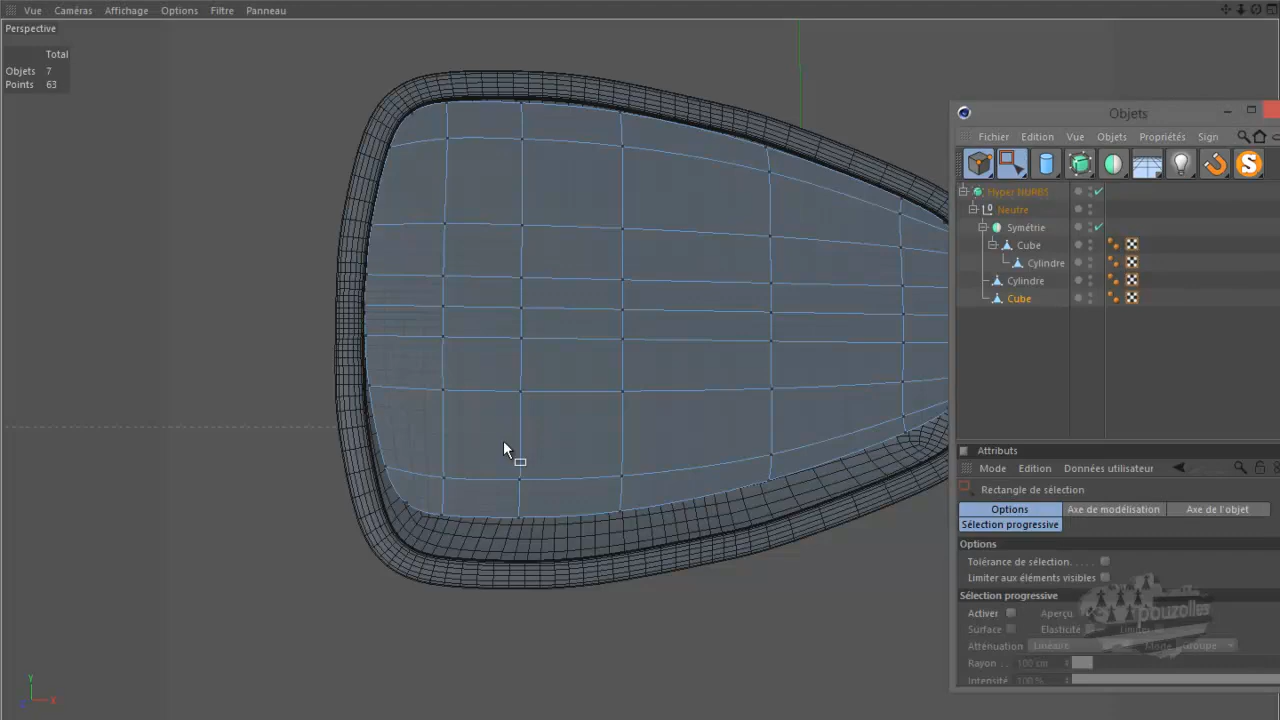 Vue Caméras Affichage Options Filtre Panneau
Perspective
Total
Objets 7
Points 63
Objets
Fichier Edition Vue Objets Propriétés Sign
Hyper NURBS
Neutre
Symétrie
Cube
Cylindre
Cylindre
Cube
Attributs
Mode Edition Données utilisateur
Rectangle de sélection
Options Axe de modélisation Axe de l'objet
Sélection progressive
Options
Tolérance de sélection. . . . .
Limiter aux éléments visibles
Sélection progressive
Activer Aperçu.
pouzolles
Surface Elasticité Limiter
Atténuation Linéaire Mode Groupe
Rayon . . 100 cm
Intensité 100 %
Y
X